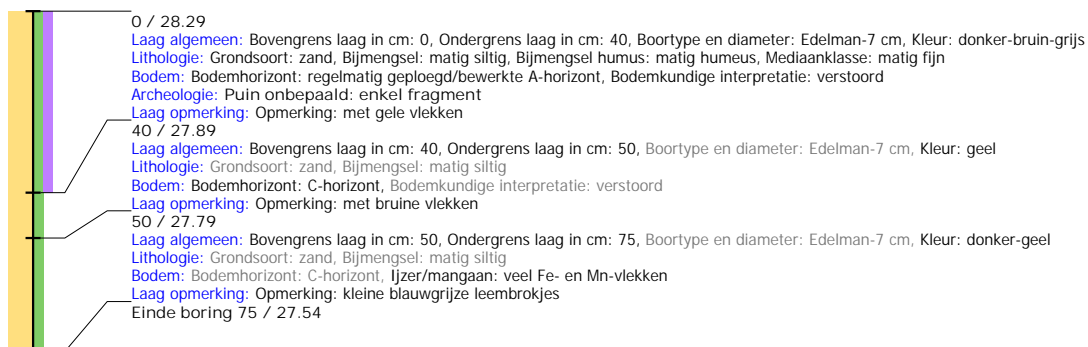 0 / 28.29
Laag algemeen: Bovengrens laag in cm: 0, Ondergrens laag in cm: 40, Boortype en diameter: Edelman-7 cm, Kleur: donker-bruin-grijs
Lithologie: Grondsoort: zand, Bijmengsel: matig siltig, Bijmengsel humus: matig humeus, Mediaanklasse: matig fijn
Bodem: Bodemhorizont: regelmatig geploegd/bewerkte A-horizont, Bodemkundige interpretatie: verstoord
Archeologie: Puin onbepaald: enkel fragment
Laag opmerking: Opmerking: met gele vlekken
40 / 27.89
Laag algemeen: Bovengrens laag in cm: 40, Ondergrens laag in cm: 50, Boortype en diameter: Edelman-7 cm, Kleur: geel
Lithologie: Grondsoort: zand, Bijmengsel: matig siltig
Bodem: Bodemhorizont: C-horizont, Bodemkundige interpretatie: verstoord
Laag opmerking: Opmerking: met bruine vlekken
50 / 27.79
Laag algemeen: Bovengrens laag in cm: 50, Ondergrens laag in cm: 75, Boortype en diameter: Edelman-7 cm, Kleur: donker-geel
Lithologie: Grondsoort: zand, Bijmengsel: matig siltig
Bodem: Bodemhorizont: C-horizont, Ijzer/mangaan: veel Fe- en Mn-vlekken
Laag opmerking: Opmerking: kleine blauwgrijze leembrokjes
Einde boring 75 / 27.54